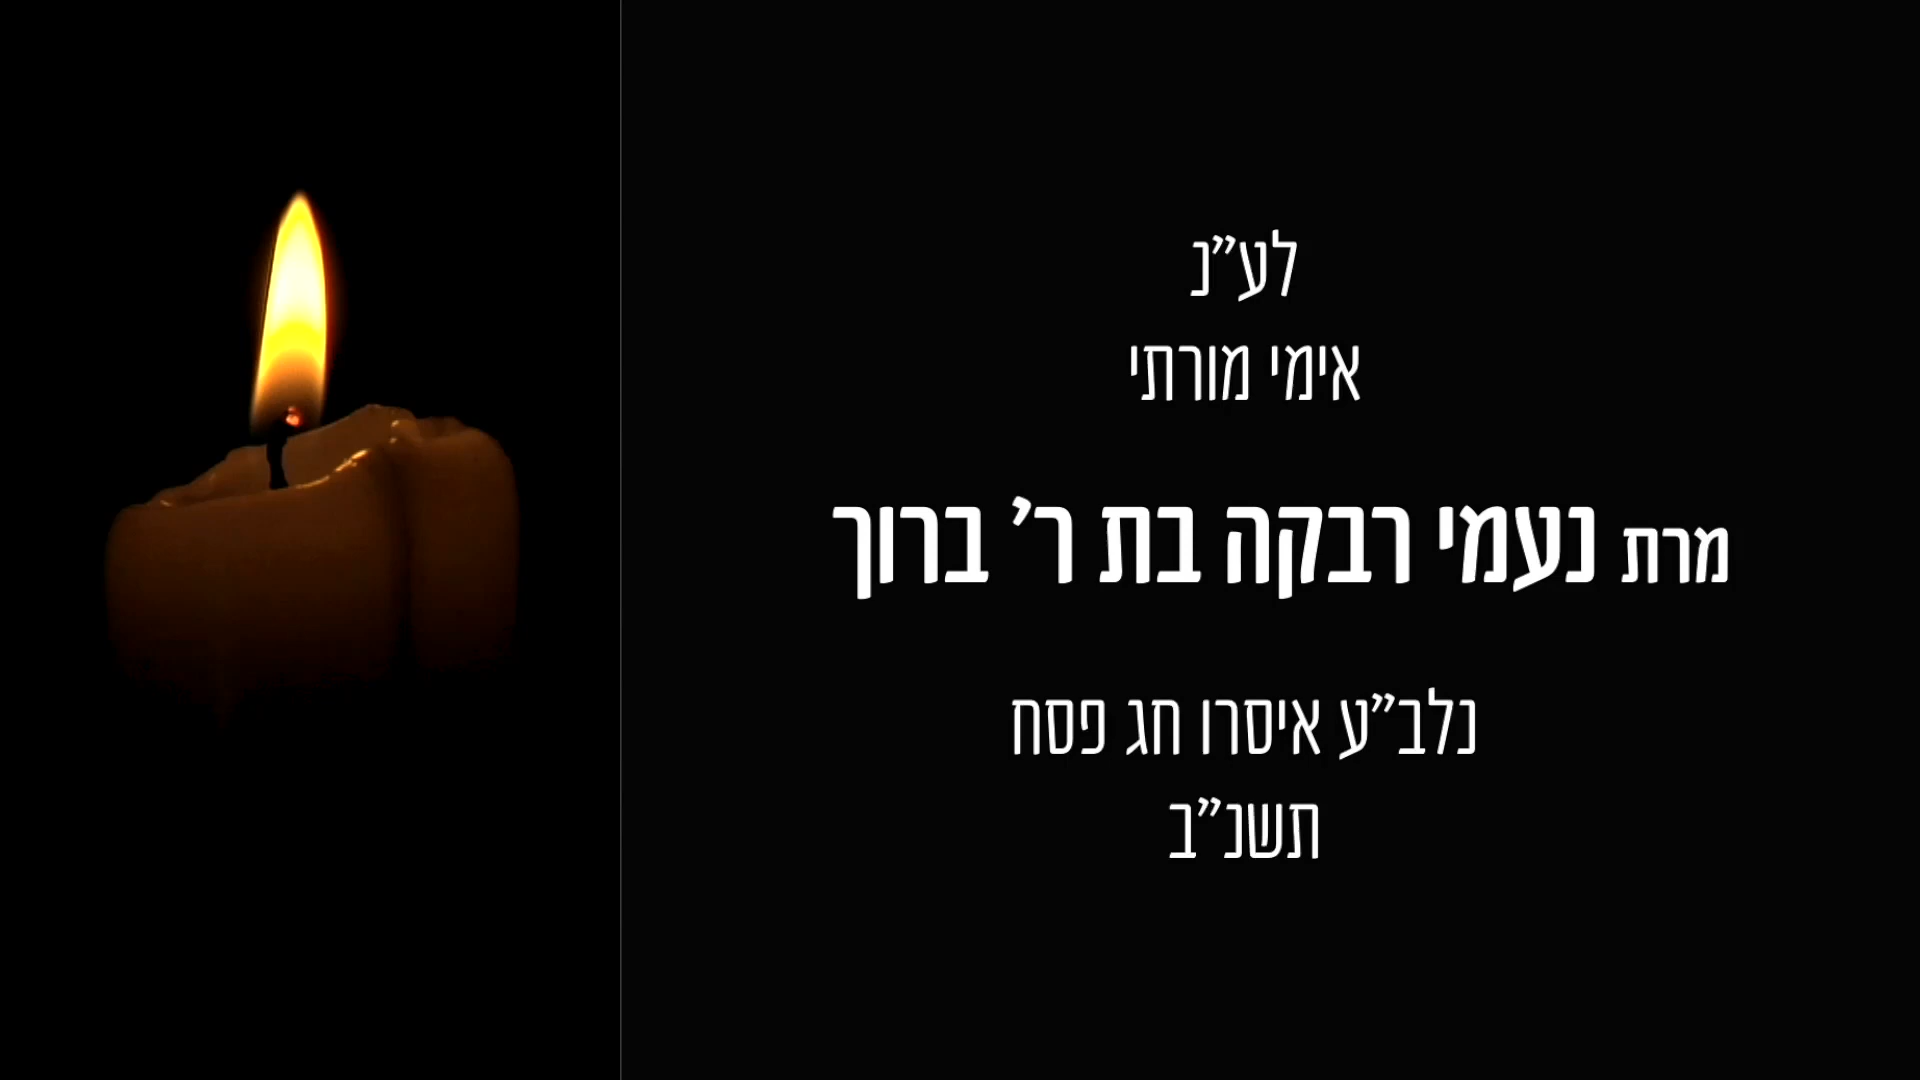 לע”נ
אימי מורתי
מרת נעמי רבקה בת ר’ ברוך
נלב”ע איסרו חג פסח
תשנ”ב